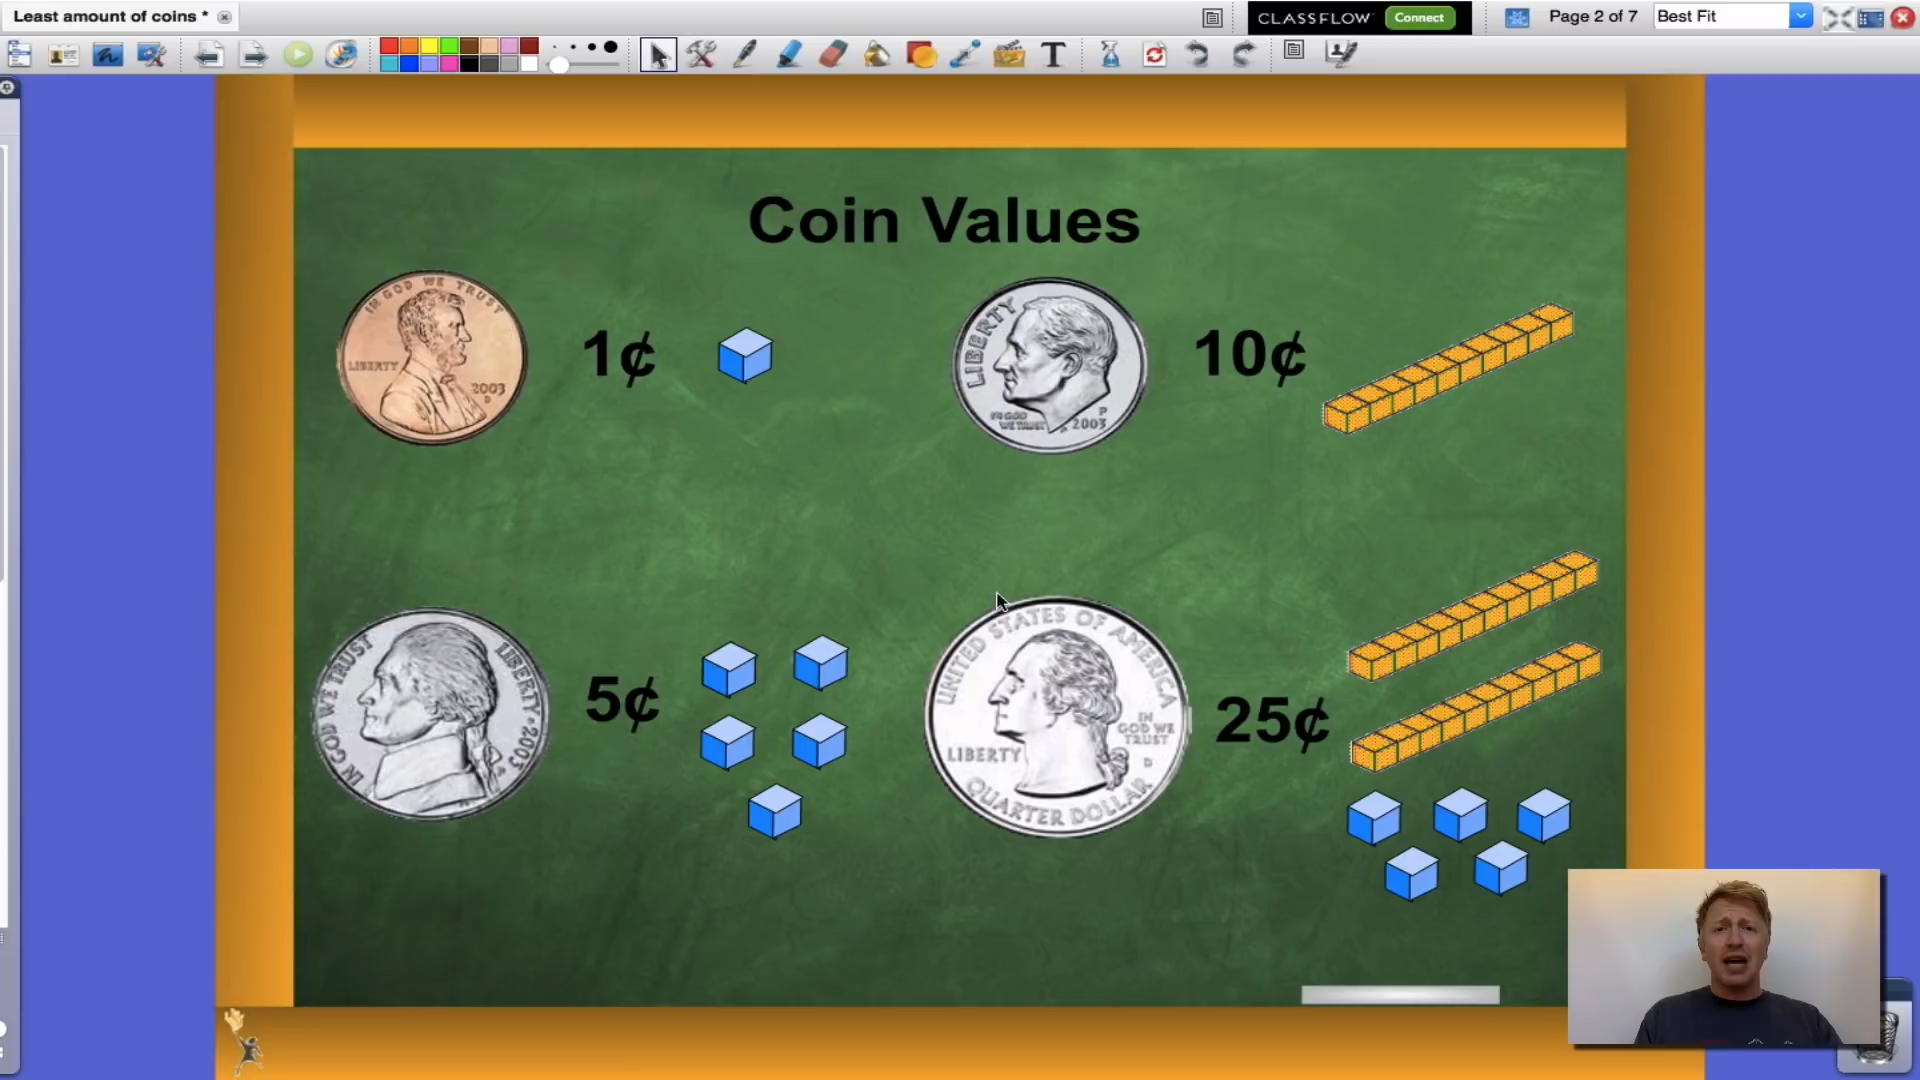 Least amount of coins *
CLASSFLOW
Connect
Page 2 of 7
Best Fit
T
Coin Values
IN GOD WE TRUST
LIBERTY
2003
D
1¢
LIBERTY
IN GOD
WE TRUST
P
2003
10¢
IN GOD WE TRUST
LIBERTY • 2003
5¢
UNITED STATES OF AMERICA
IN
GOD WE
TRUST
LIBERTY
D
QUARTER DOLLAR
25¢